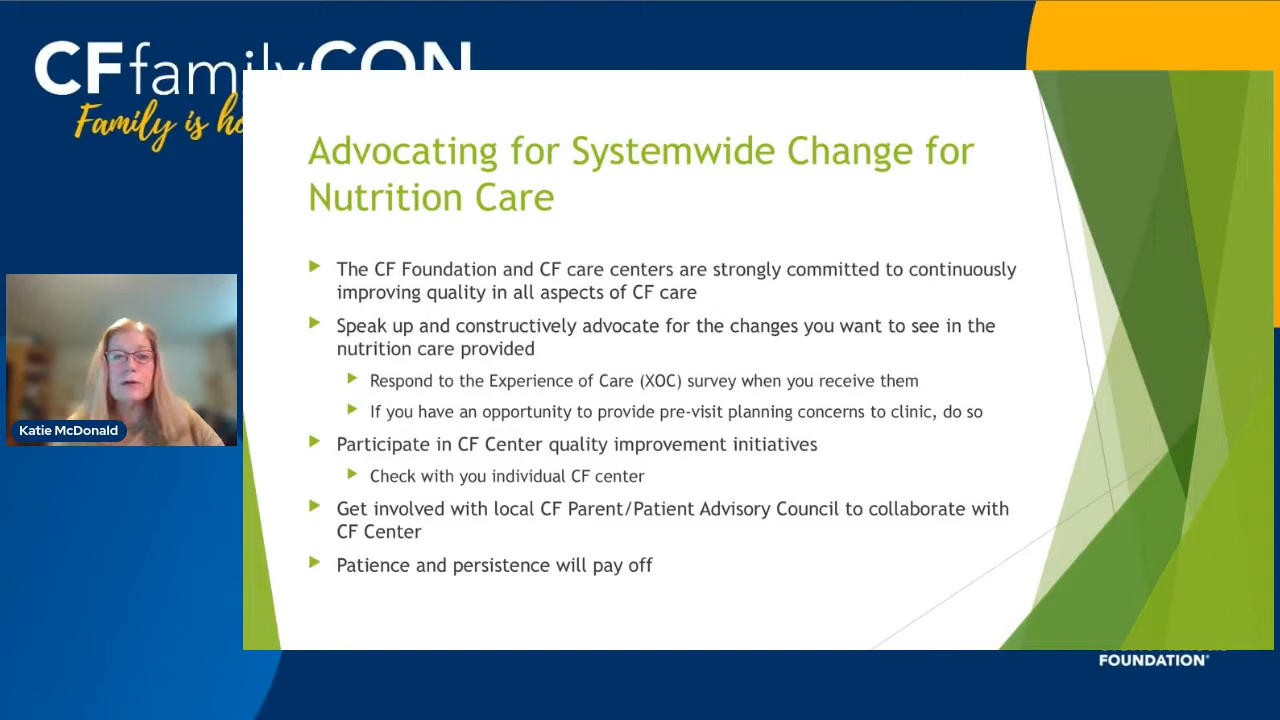 CFfamilyCON
Family is
Advocating for Systemwide Change for
Nutrition Care
The CF Foundation and CF care centers are strongly committed to continuously
improving quality in all aspects of CF care
Speak up and constructively advocate for the changes you want to see in the
nutrition care provided
Respond to the Experience of Care (XOC) survey when you receive them
If you have an opportunity to provide pre-visit planning concerns to clinic, do so
Participate in CF Center quality improvement initiatives
Check with you individual CF center
Get involved with local CF Parent/Patient Advisory Council to collaborate with
CF Center
Patience and persistence will pay off
Katie McDonald
FOUNDATION®